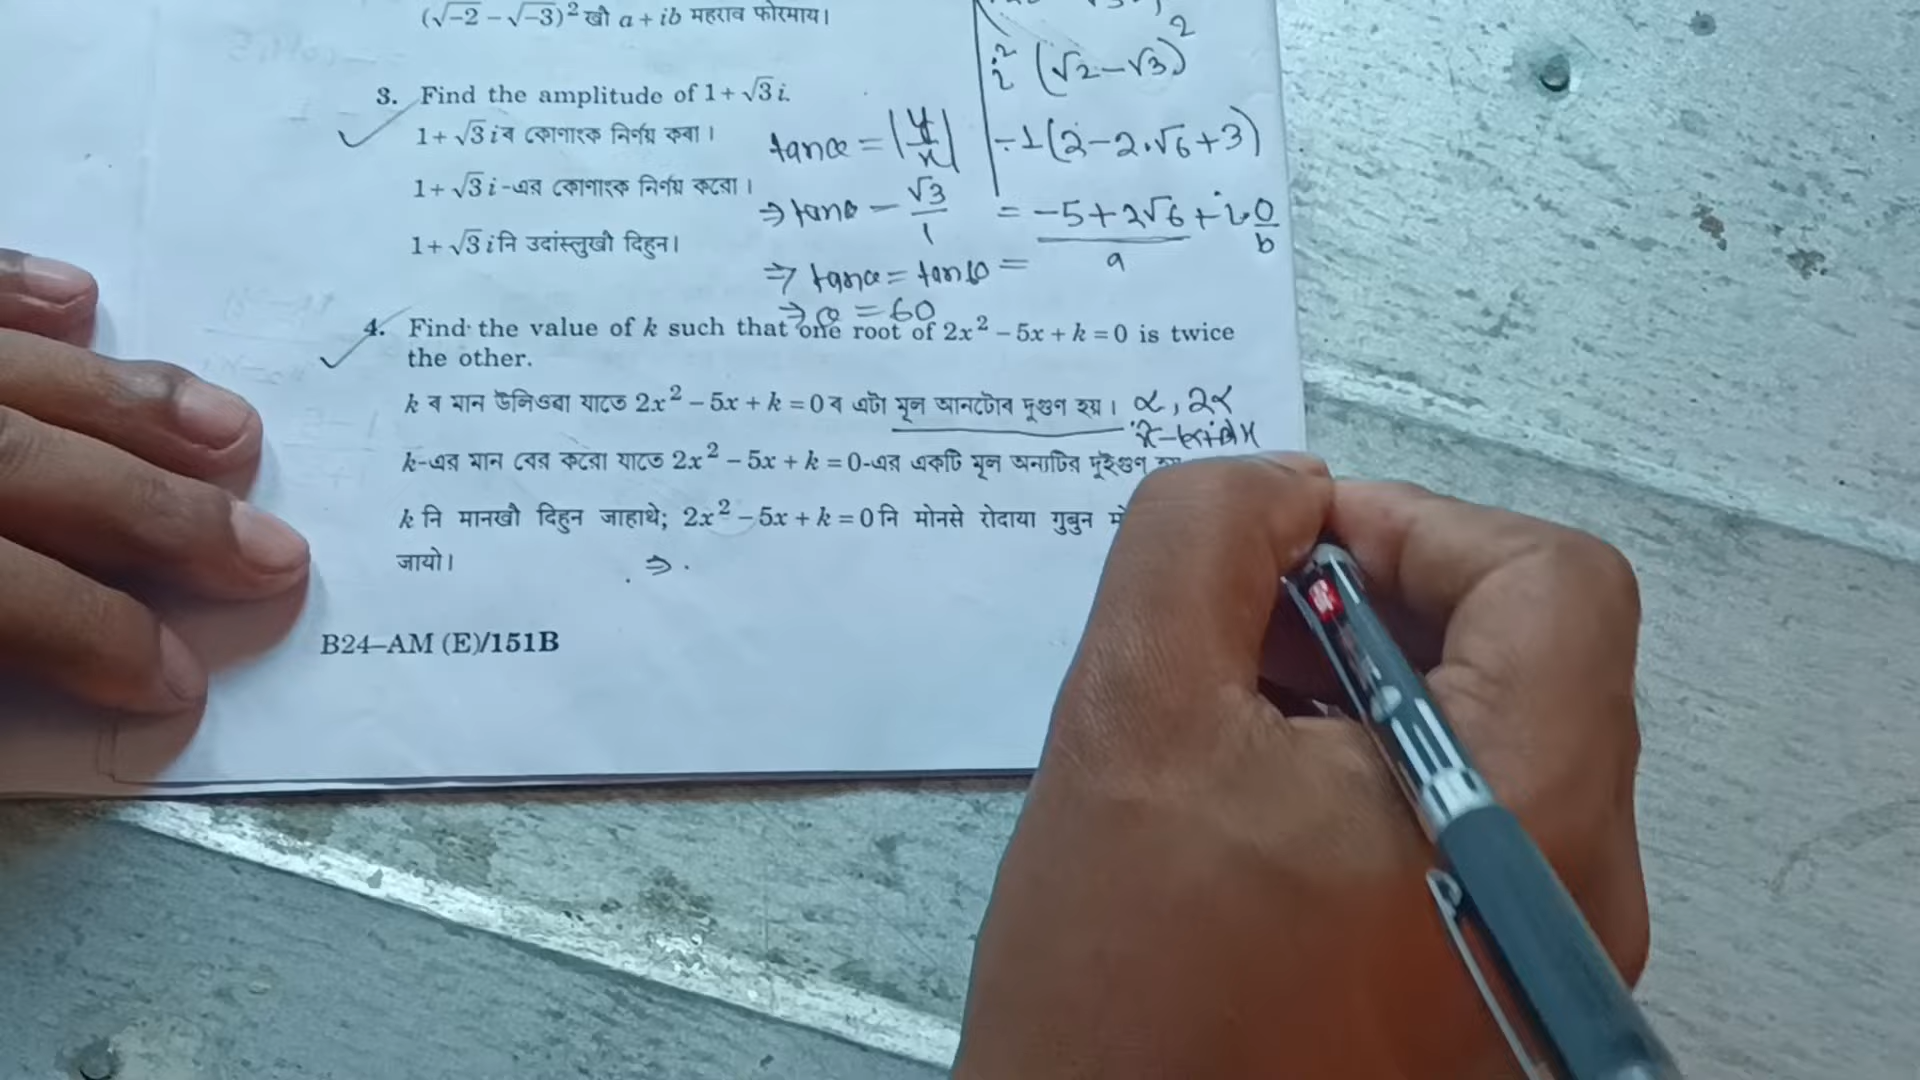 (√−2 − √−3)² खौ a + ib महराव फोरमाय।
i² (√2−√3)²
3. Find the amplitude of 1 + √3 i.
1 + √3 i ৰ কোণাংক নিৰ্ণয় কৰা।
tanα = |y/x|
−1(2−2.√6+3)
1 + √3 i -এর কোণাংক নির্ণয় করো।
⇒ tanθ − √3/1
= −5+2√6 + i.0
a b
1 + √3 i नि उदांस्लुखौ दिहुन।
⇒ tanα = tan60 =
⇒ α = 60
4. Find the value of k such that one root of 2x² − 5x + k = 0 is twice
the other.
k ৰ মান উলিওৱা যাতে 2x² − 5x + k = 0 ৰ এটা মূল আনটোৰ দুগুণ হয়। α, 2α
k-এর মান বের করো যাতে 2x² − 5x + k = 0-এর একটি মূল অন্যটির দুইগুণ
k नि मानखौ दिहुन जाहाथे; 2x² − 5x + k = 0 नि मोनसे रोदाया गुबुन
जायो।
⇒
B24–AM (E)/151B